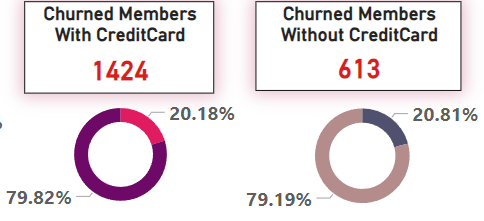 Churned Members
With CreditCard
1424
Churned Members
Without CreditCard
613
20.18%
79.82%
20.81%
79.19%